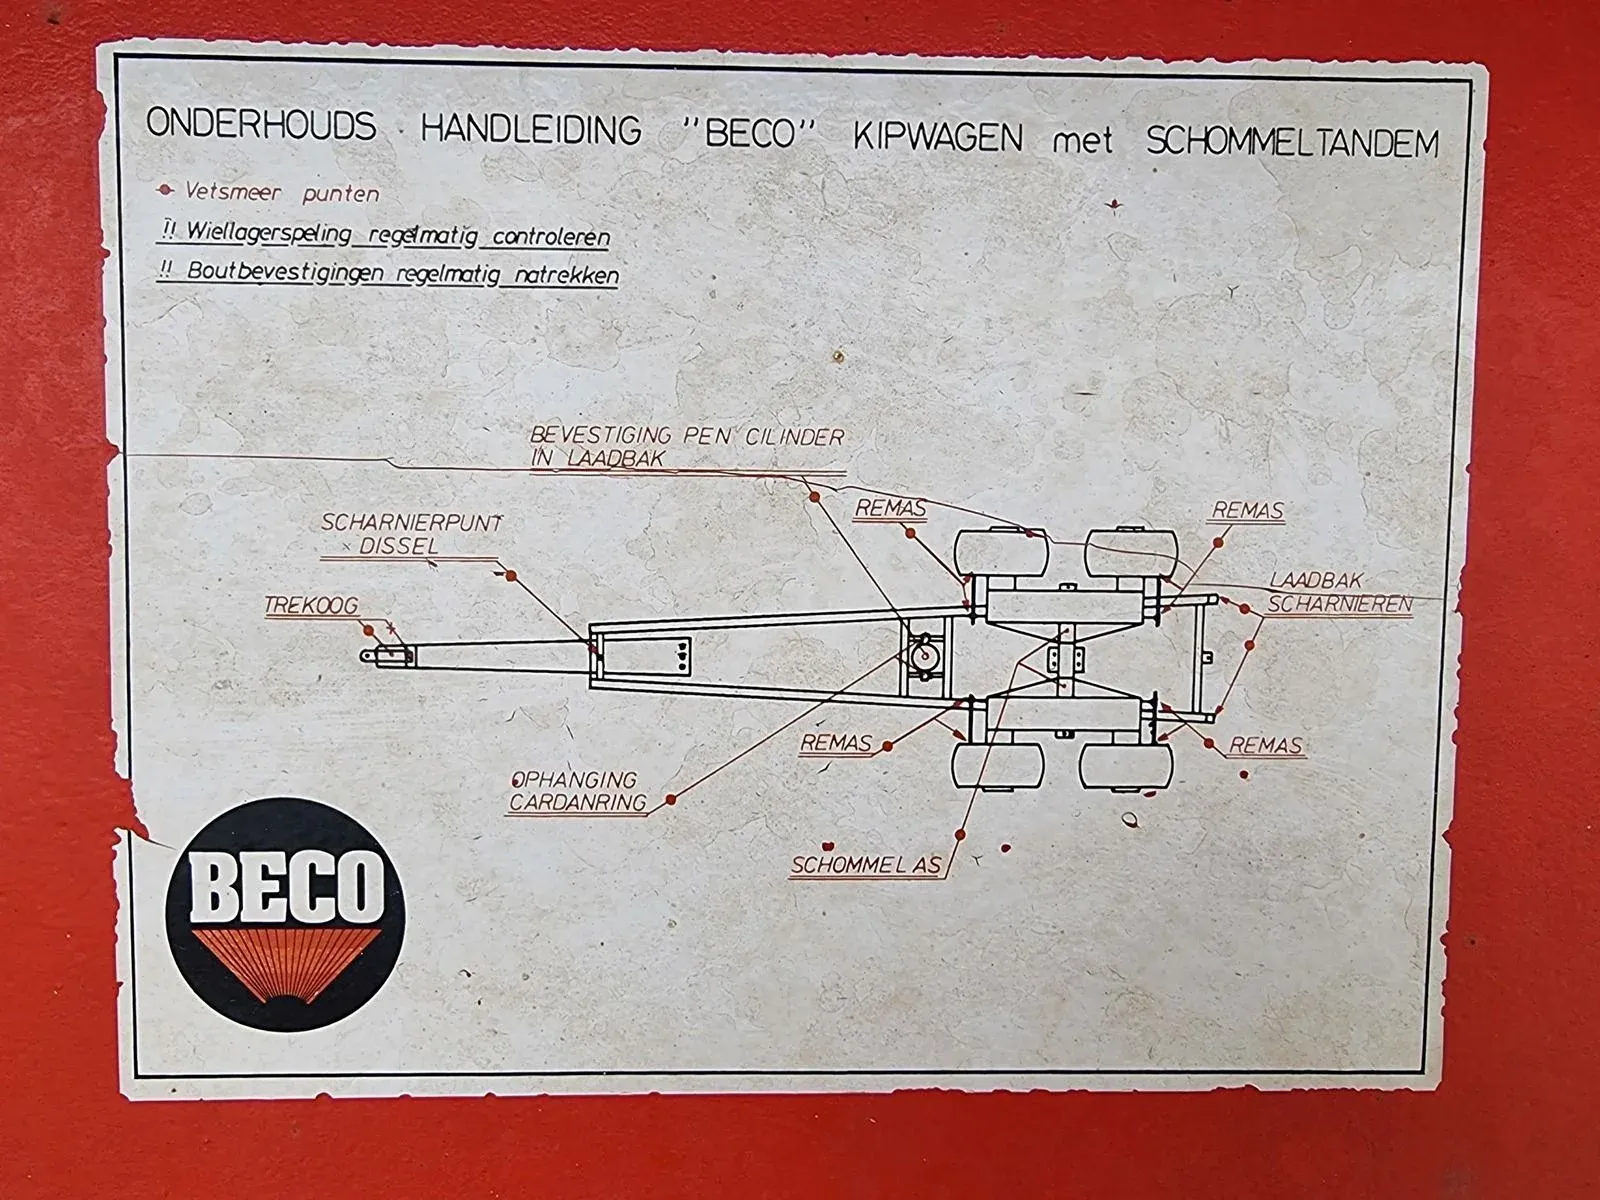 ONDERHOUDS HANDLEIDING "BECO" KIPWAGEN met SCHOMMELTANDEM
Vetsmeer punten
!! Wiellagerspeling regelmatig controleren
!! Boutbevestigingen regelmatig natrekken
BEVESTIGING PEN CILINDER
IN LAADBAK
REMAS
REMAS
SCHARNIERPUNT
DISSEL
LAADBAK
SCHARNIEREN
TREKOOG
REMAS
REMAS
OPHANGING
CARDANRING
SCHOMMEL AS
BECO